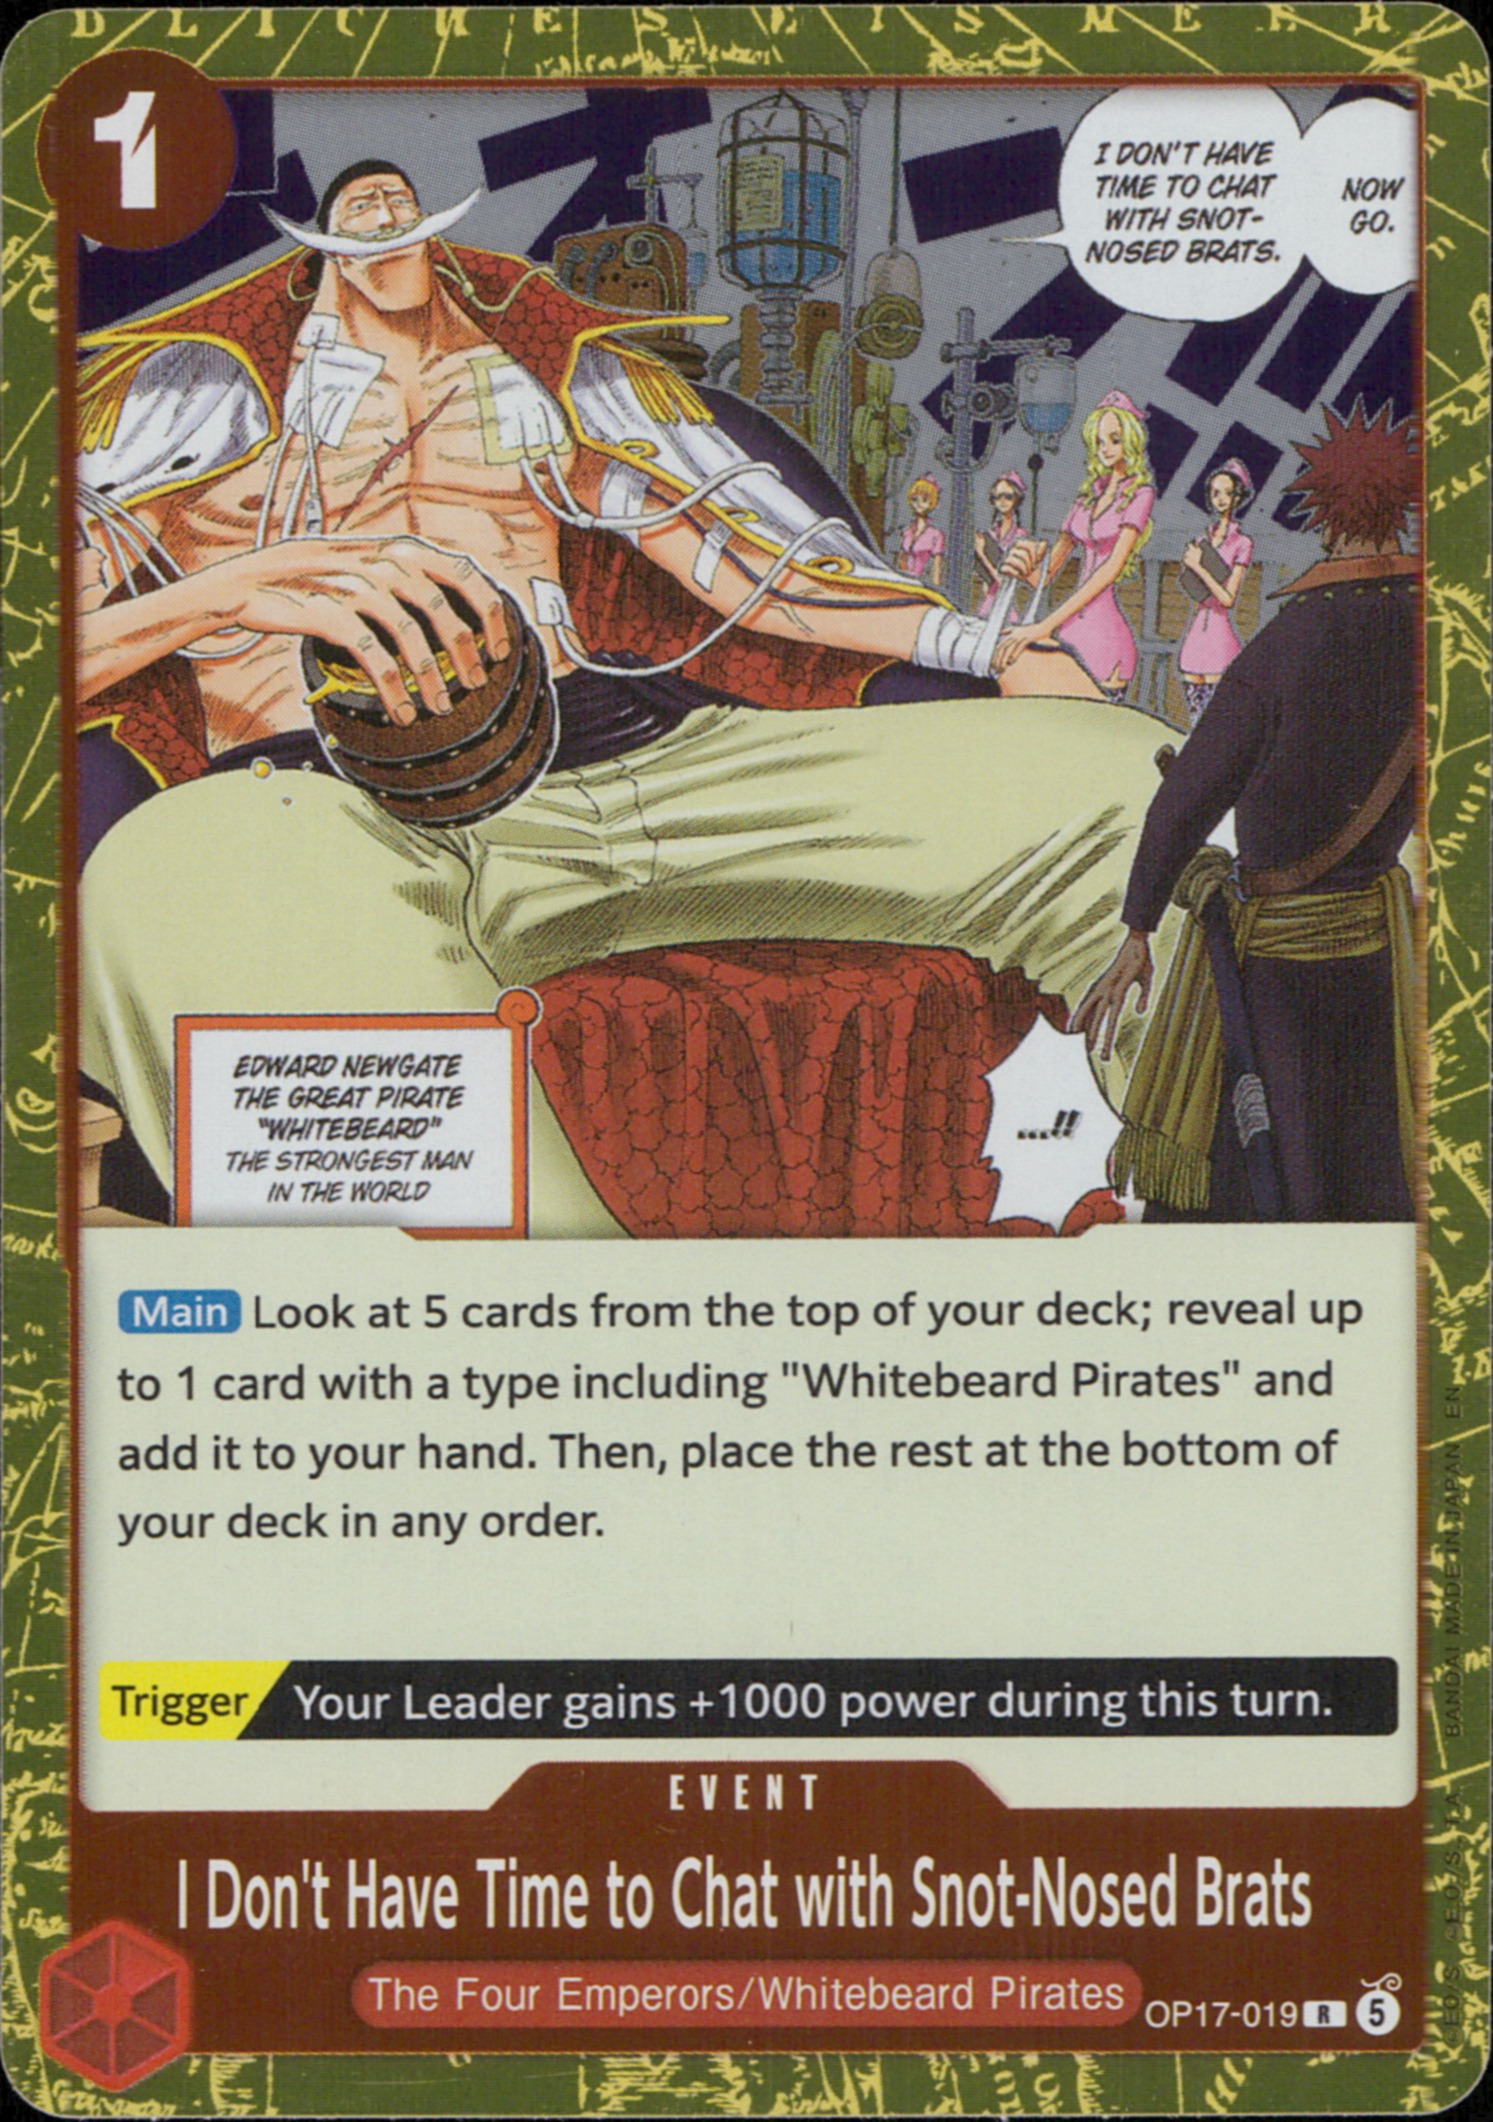 1
I DON'T HAVE
TIME TO CHAT
WITH SNOT-
NOSED BRATS.
NOW
GO.
EDWARD NEWGATE
THE GREAT PIRATE
"WHITEBEARD"
THE STRONGEST MAN
IN THE WORLD
...!!
Main Look at 5 cards from the top of your deck; reveal up
to 1 card with a type including "Whitebeard Pirates" and
add it to your hand. Then, place the rest at the bottom of
your deck in any order.
Trigger Your Leader gains +1000 power during this turn.
EVENT
I Don't Have Time to Chat with Snot-Nosed Brats
The Four Emperors/Whitebeard Pirates
OP17-019 R 5
BANDAI MADE IN JAPAN EN